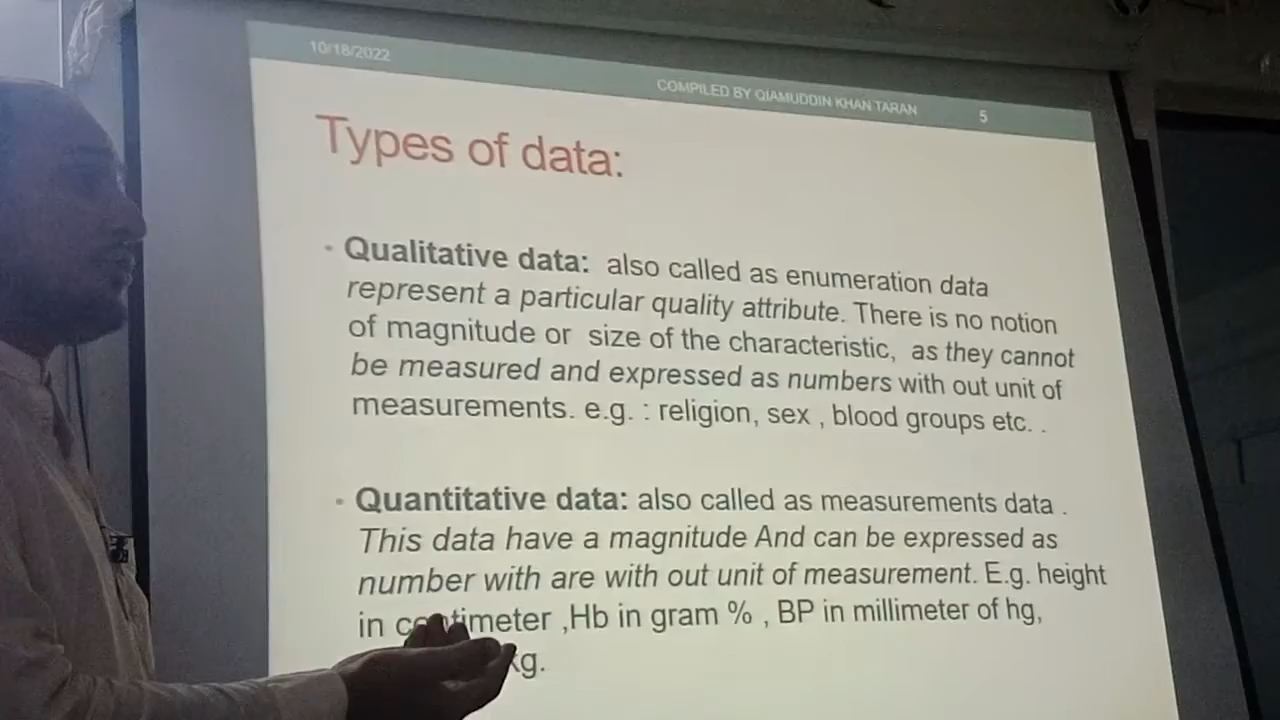 10/18/2022
COMPILED BY QIAMUDDIN KHAN TARAN
5
Types of data:
• Qualitative data: also called as enumeration data
represent a particular quality attribute. There is no notion
of magnitude or size of the characteristic, as they cannot
be measured and expressed as numbers with out unit of
measurements. e.g. : religion, sex , blood groups etc. .
• Quantitative data: also called as measurements data .
This data have a magnitude And can be expressed as
number with are with out unit of measurement. E.g. height
in centimeter ,Hb in gram % , BP in millimeter of hg,
kg.